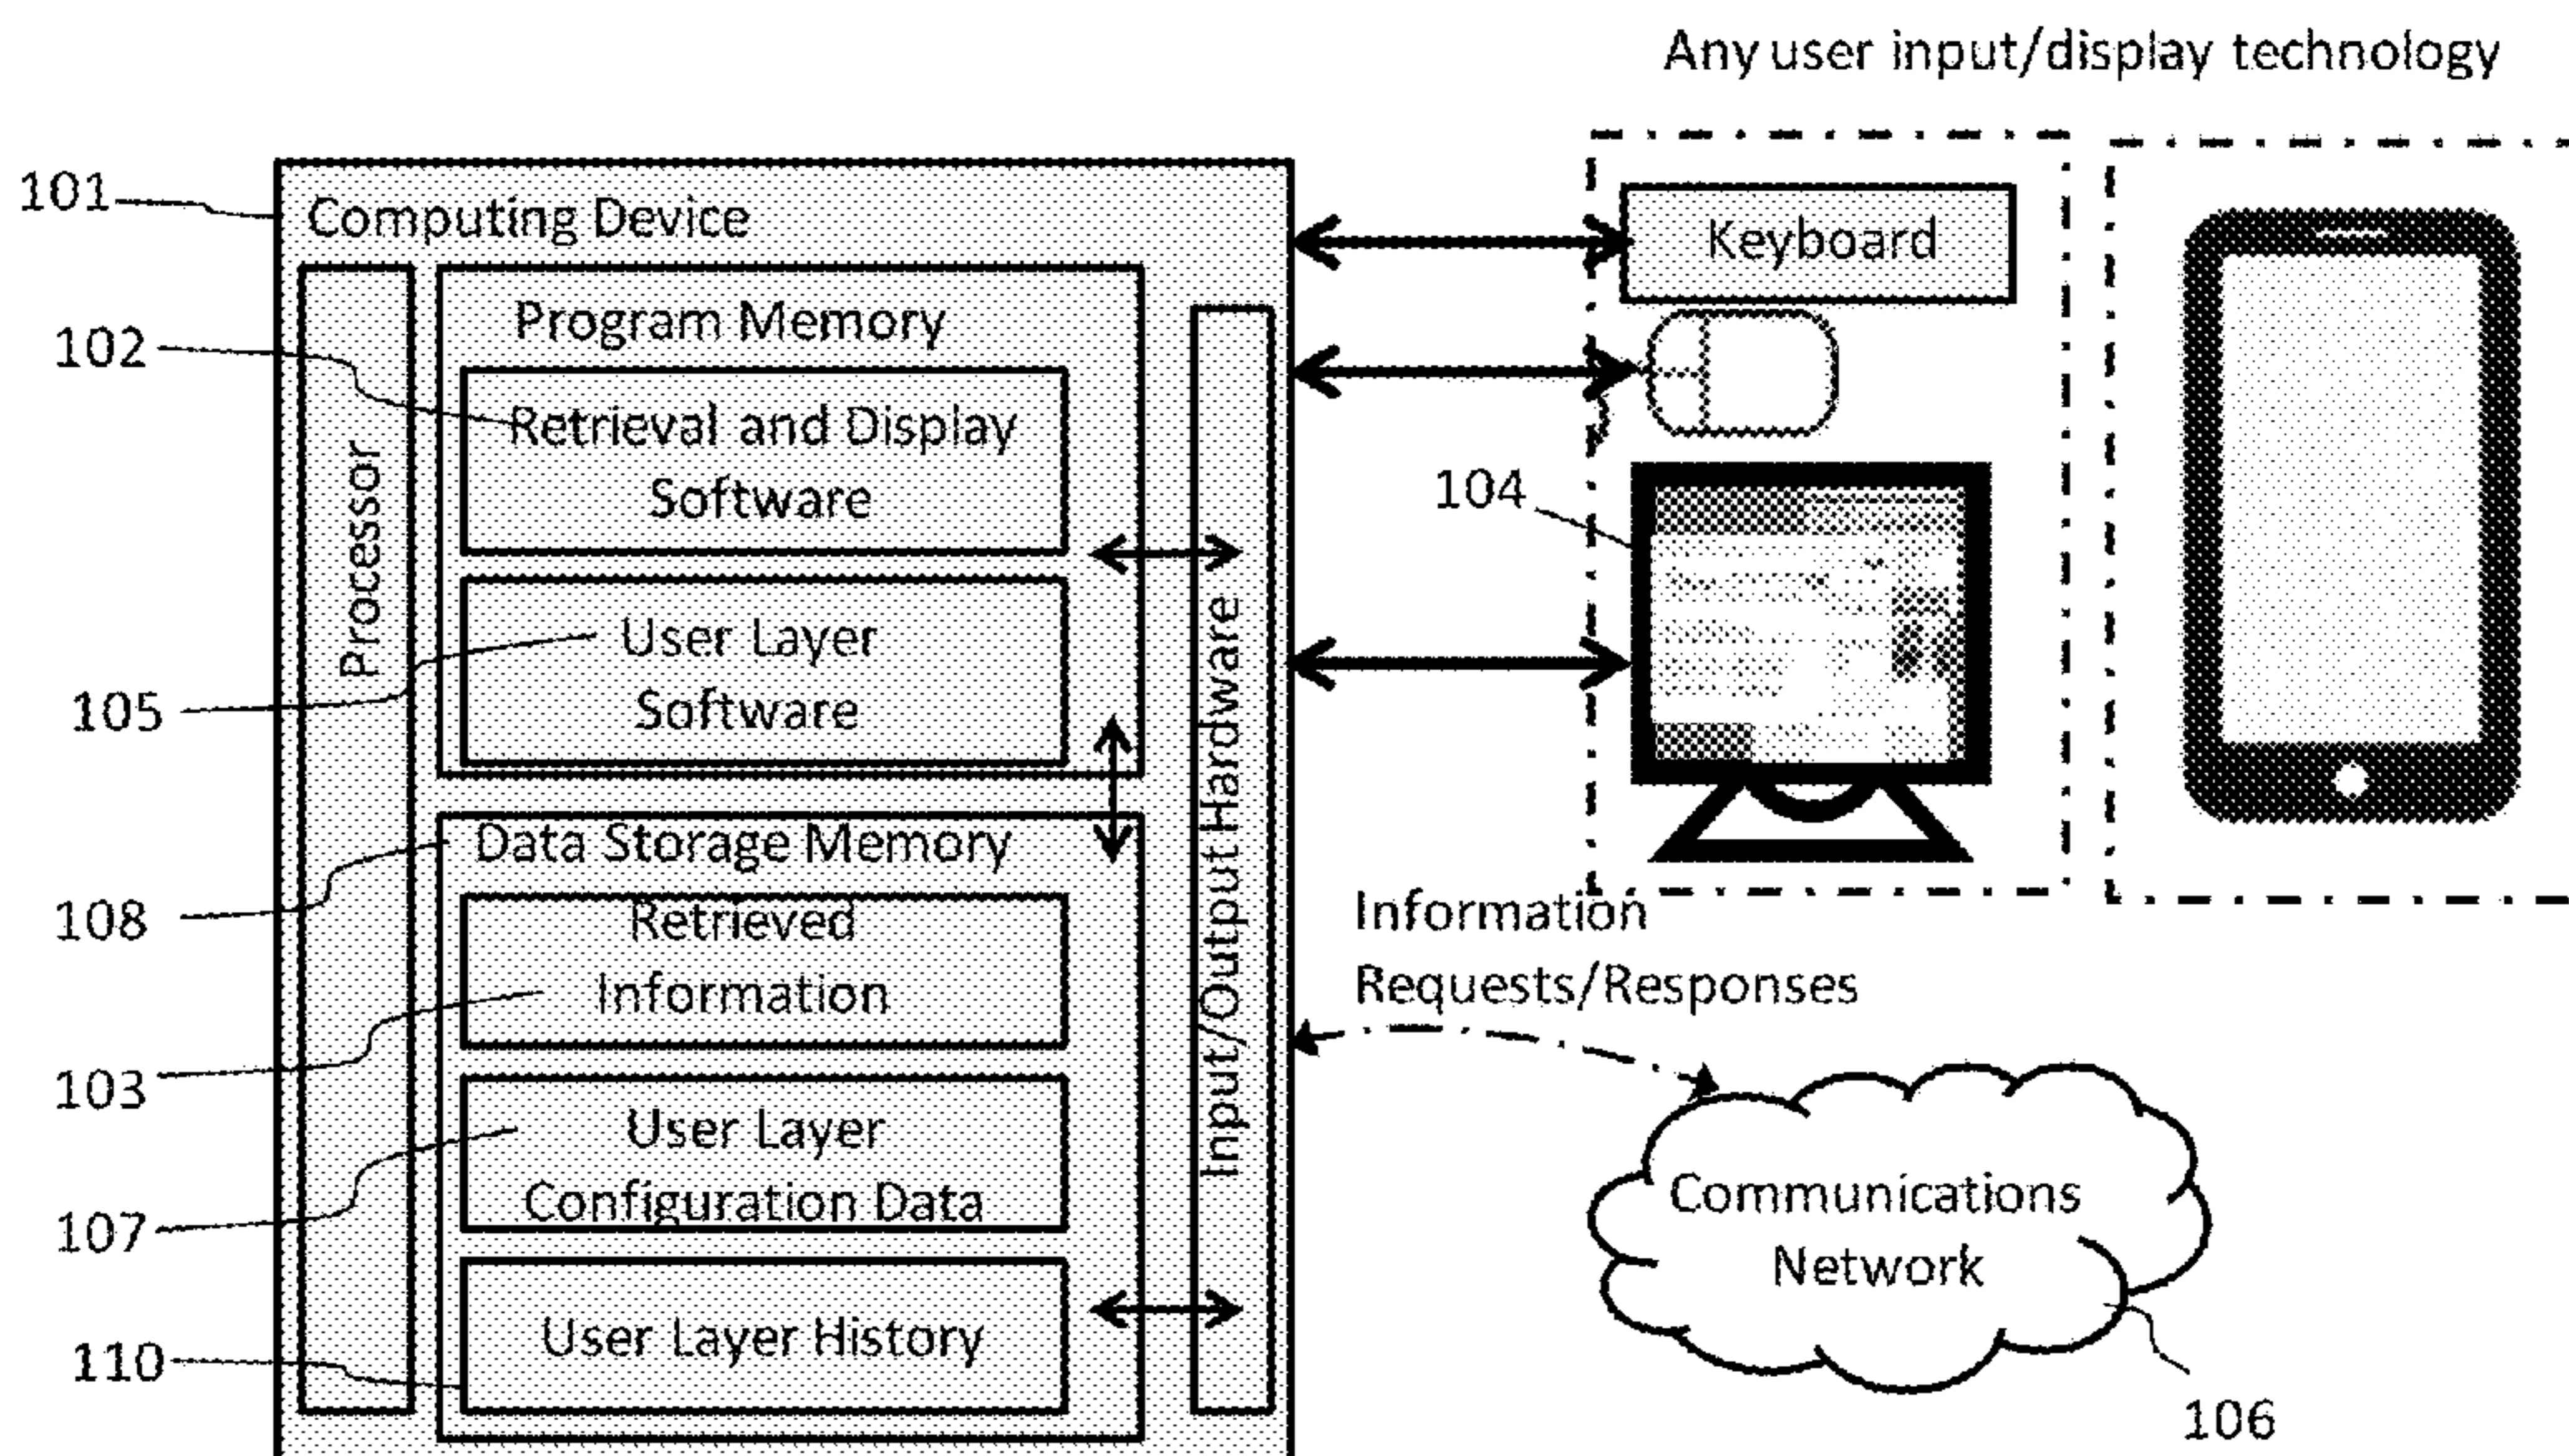 Any user input/display technology
101
Computing Device
Keyboard
102
Program Memory
Retrieval and Display
Software
Processor
104
105
User Layer
Software
Input/Output Hardware
108
Data Storage Memory
Retrieved
Information
103
Information
Requests/Responses
107
User Layer
Configuration Data
Communications
Network
110
User Layer History
106